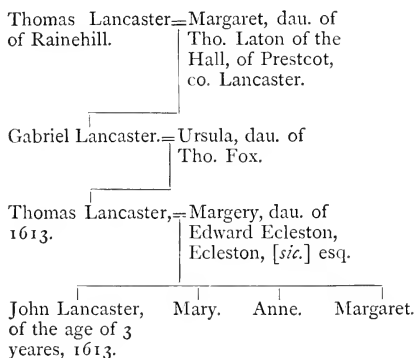 Thomas Lancaster=Margaret, dau. of
of Rainehill. Tho. Laton of the
Hall, of Prestcot,
co. Lancaster.
Gabriel Lancaster.=Ursula, dau. of
Tho. Fox.
Thomas Lancaster,=Margery, dau. of
1613. Edward Ecleston,
Ecleston, [sic.] esq.
John Lancaster, Mary. Anne. Margaret.
of the age of 3
yeares, 1613.